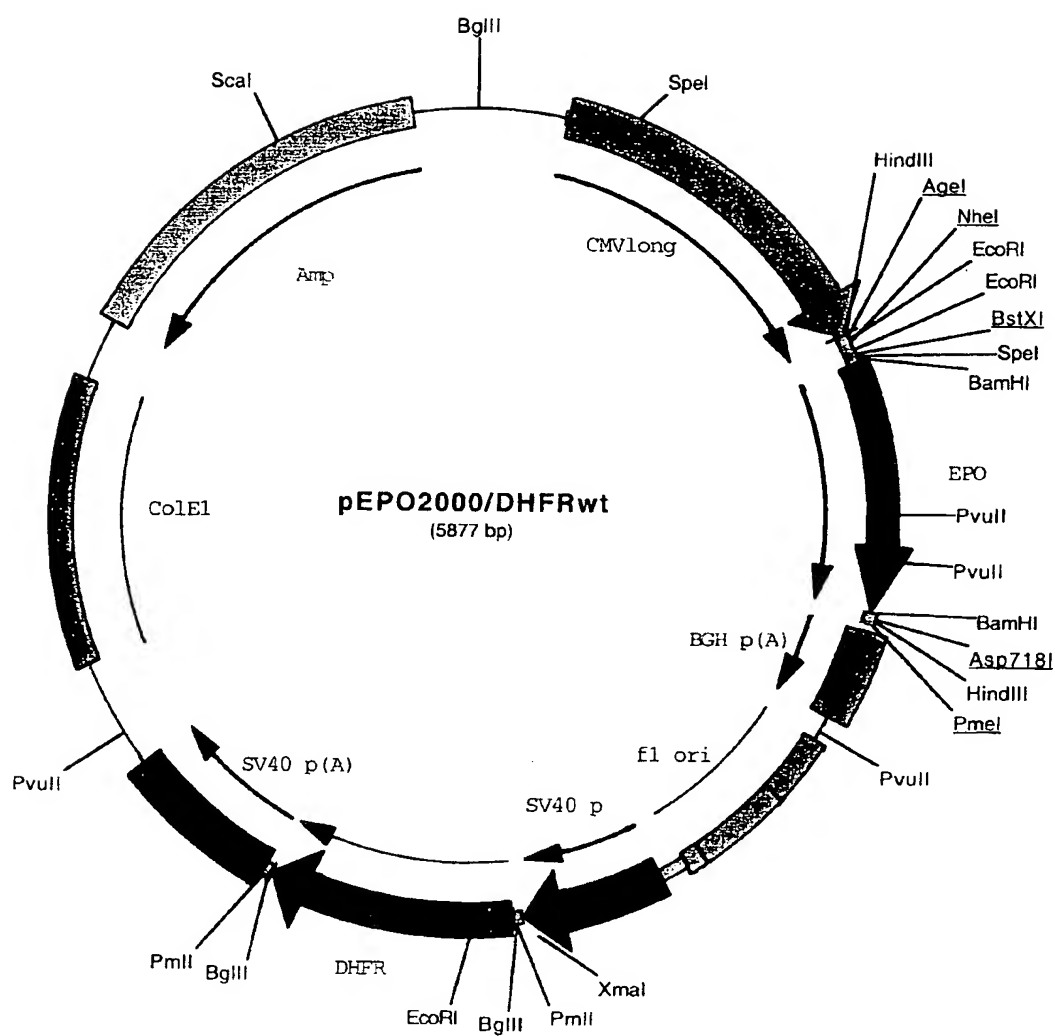 BglII
ScaI
SpeI
HindIII
AgeI
NheI
EcoRI
EcoRI
BstXI
SpeI
BamHI
CMVlong
Amp
EPO
PvuII
ColE1
pEPO2000/DHFRwt
(5877 bp)
PvuII
BamHI
BGH p(A)
Asp718I
HindIII
PmeI
f1 ori
SV40 p(A)
PvuII
PvuII
SV40 p
PmlI
BglII
DHFR
EcoRI
BglII
PmlI
XmaI